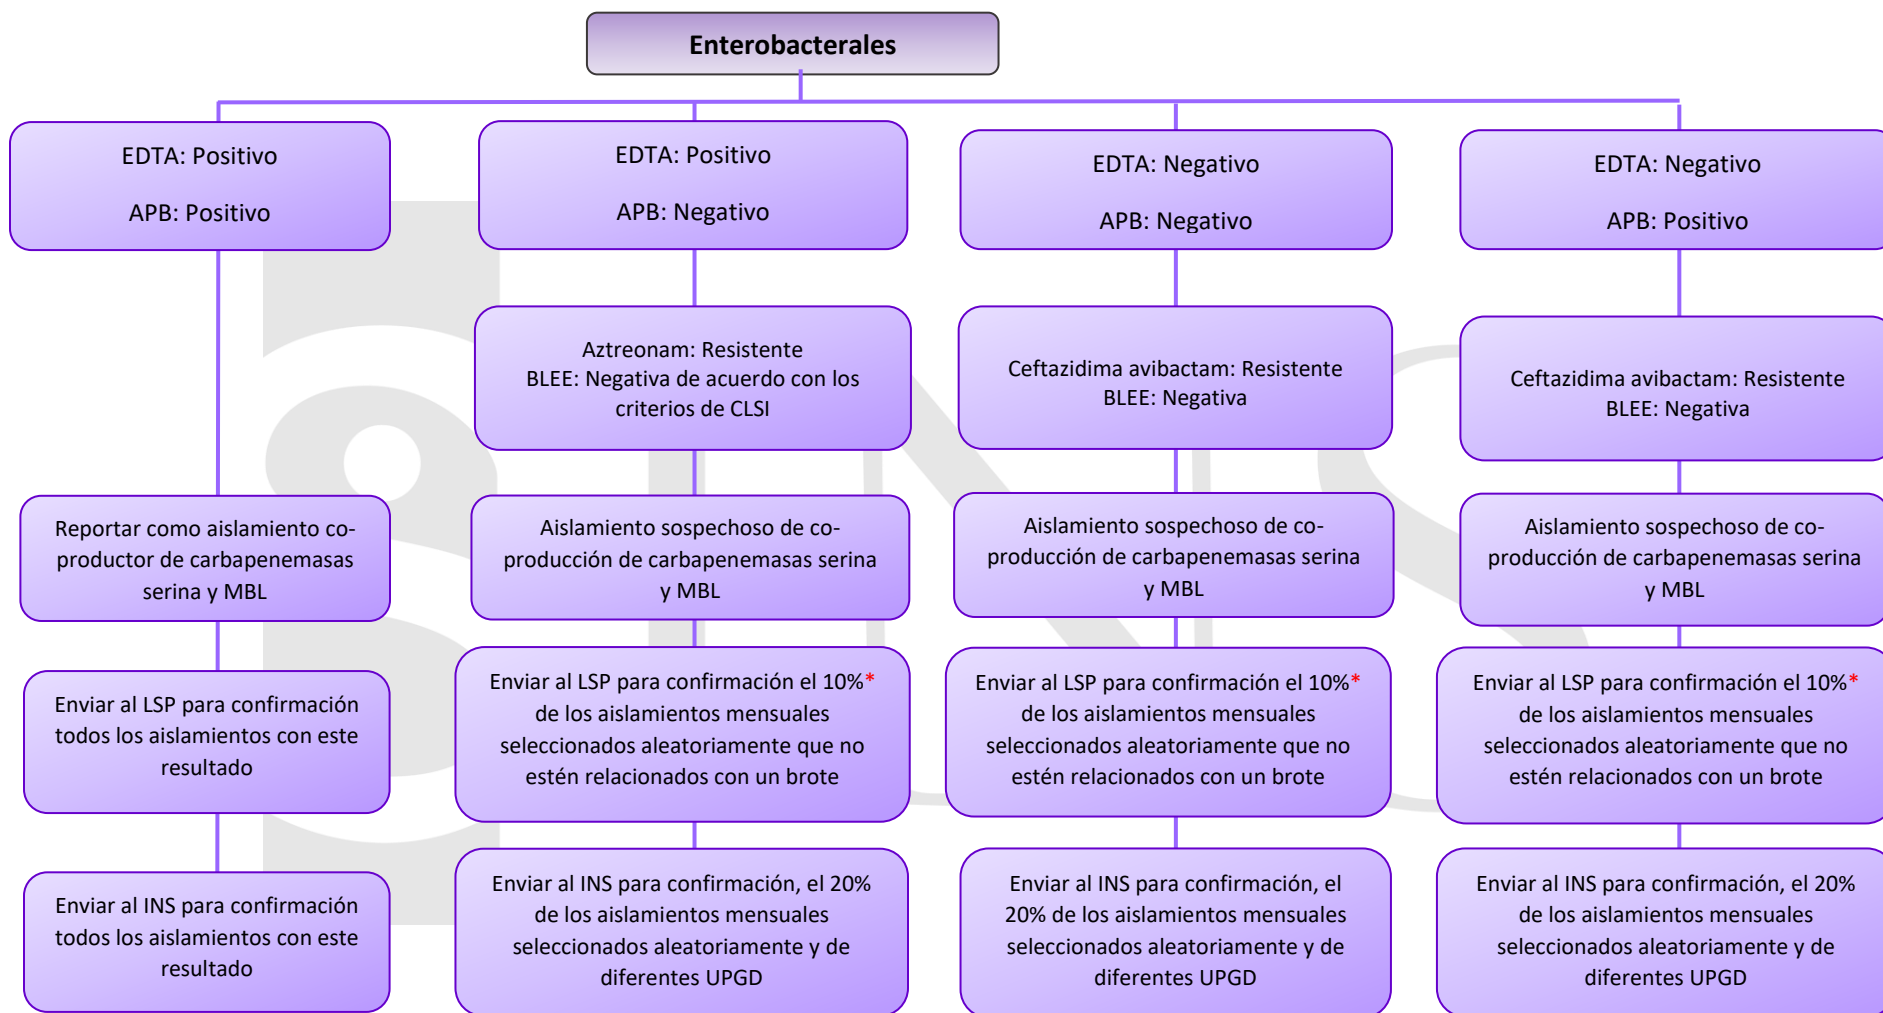 Enterobacterales
EDTA: Positivo
APB: Positivo
EDTA: Positivo
APB: Negativo
EDTA: Negativo
APB: Negativo
EDTA: Negativo
APB: Positivo
Aztreonam: Resistente
BLEE: Negativa de acuerdo con los
criterios de CLSI
Ceftazidima avibactam: Resistente
BLEE: Negativa
Ceftazidima avibactam: Resistente
BLEE: Negativa
Reportar como aislamiento co-
productor de carbapenemasas
serina y MBL
Aislamiento sospechoso de co-
producción de carbapenemasas serina
y MBL
Aislamiento sospechoso de co-
producción de carbapenemasas serina
y MBL
Aislamiento sospechoso de co-
producción de carbapenemasas serina
y MBL
Enviar al LSP para confirmación
todos los aislamientos con este
resultado
Enviar al LSP para confirmación el 10%*
de los aislamientos mensuales
seleccionados aleatoriamente que no
estén relacionados con un brote
Enviar al LSP para confirmación el 10%*
de los aislamientos mensuales
seleccionados aleatoriamente que no
estén relacionados con un brote
Enviar al LSP para confirmación el 10%*
de los aislamientos mensuales
seleccionados aleatoriamente que no
estén relacionados con un brote
Enviar al INS para confirmación
todos los aislamientos con este
resultado
Enviar al INS para confirmación, el 20%
de los aislamientos mensuales
seleccionados aleatoriamente y de
diferentes UPGD
Enviar al INS para confirmación, el
20% de los aislamientos mensuales
seleccionados aleatoriamente y de
diferentes UPGD
Enviar al INS para confirmación, el 20%
de los aislamientos mensuales
seleccionados aleatoriamente y de
diferentes UPGD
INS